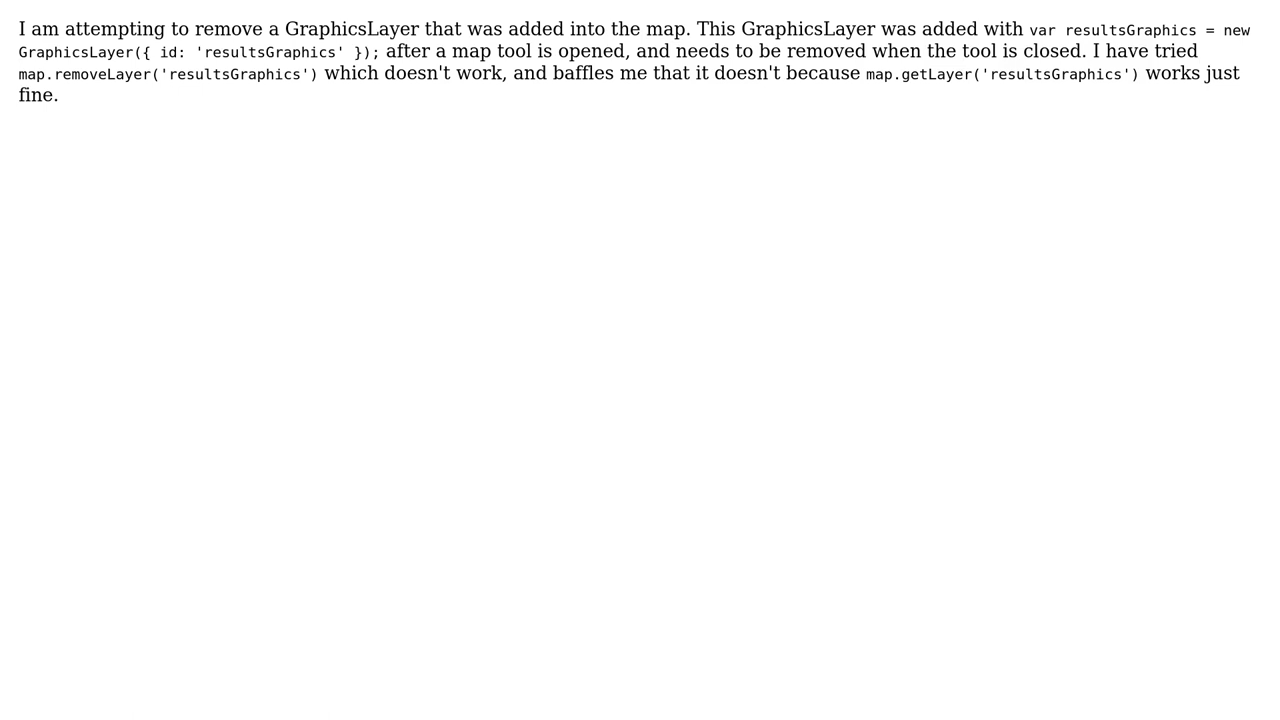 I am attempting to remove a GraphicsLayer that was added into the map. This GraphicsLayer was added with var resultsGraphics = new
GraphicsLayer({ id: 'resultsGraphics' }); after a map tool is opened, and needs to be removed when the tool is closed. I have tried
map.removeLayer('resultsGraphics') which doesn't work, and baffles me that it doesn't because map.getLayer('resultsGraphics') works just
fine.